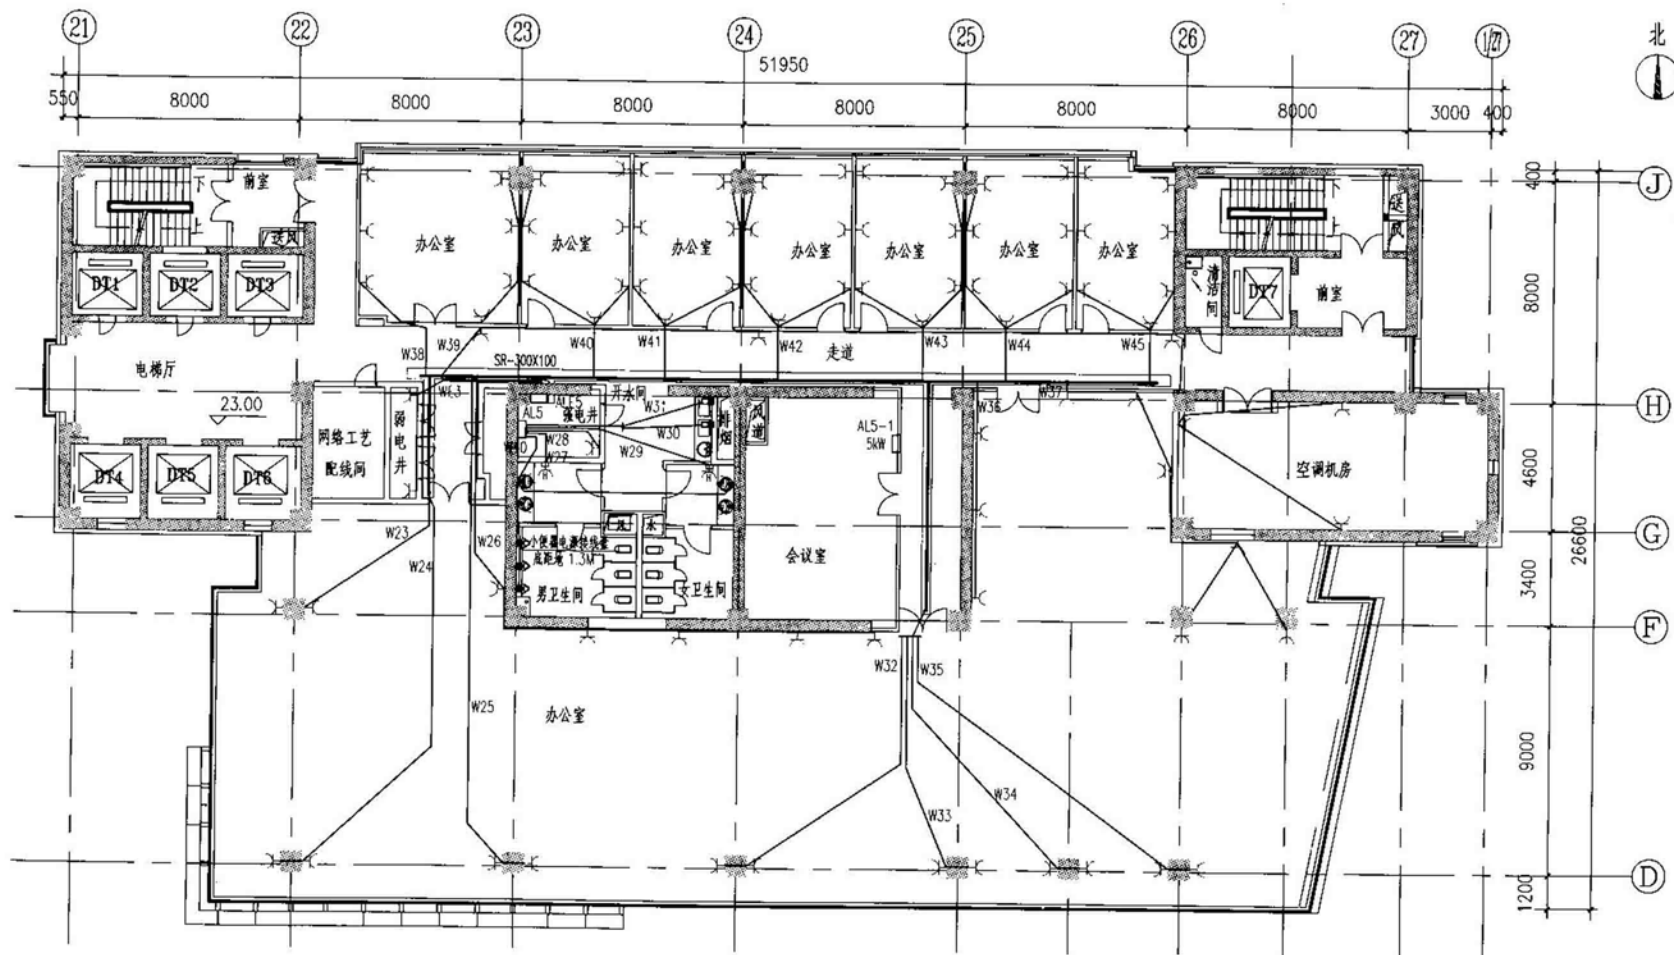 21 22 23 24 25 26 27 1/27
北
51950
550 8000 8000 8000 8000 8000 8000 3000 400
J
400
下 前室
上 送风
下 送风
上
办公室 办公室 办公室 办公室 办公室 办公室 办公室
清洁间
DT1 DT2 DT3
DT7 前室
8000
W38 W39 W40 W41 W42 走道 W43 W44 W45
SR-300X100
电梯厅
23.00
H
开水间
AL5
强电井
W31
W30
W28
W27
W29
排烟
风道
AL5-1
5kW
W36
W37
网络工艺
配线间
弱电井
空调机房
4600
DT4 DT5 DT6
G
W23
W24
W26
风 水
小便器电源接线盒
底距地 1.3M
男卫生间
女卫生间
会议室
3400
26600
F
W32
W35
W25
办公室
9000
W34
W33
D
1200